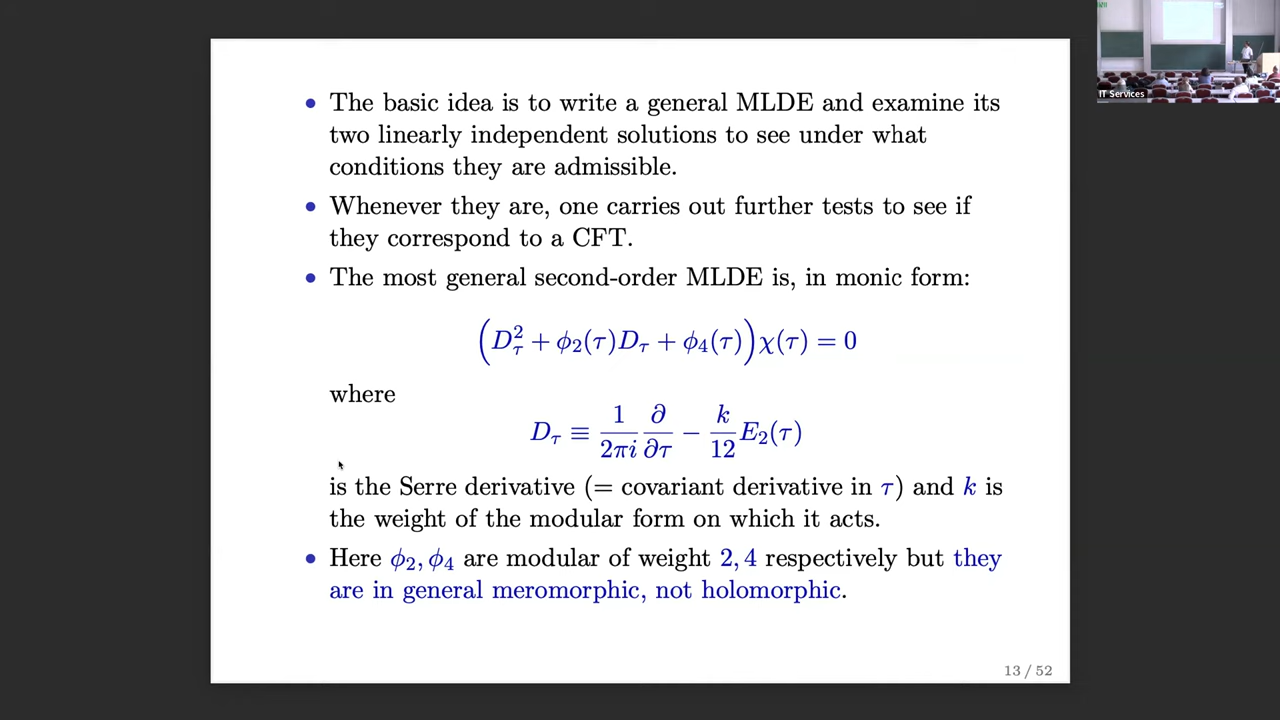 • The basic idea is to write a general MLDE and examine its
two linearly independent solutions to see under what
conditions they are admissible.
• Whenever they are, one carries out further tests to see if
they correspond to a CFT.
• The most general second-order MLDE is, in monic form:
(D_τ^2 + ϕ_2(τ)D_τ + ϕ_4(τ))χ(τ) = 0
where
D_τ ≡ 1/2πi ∂/∂τ − k/12 E_2(τ)
is the Serre derivative (= covariant derivative in τ) and k is
the weight of the modular form on which it acts.
• Here ϕ_2, ϕ_4 are modular of weight 2, 4 respectively but they
are in general meromorphic, not holomorphic.
13 / 52
IT Services